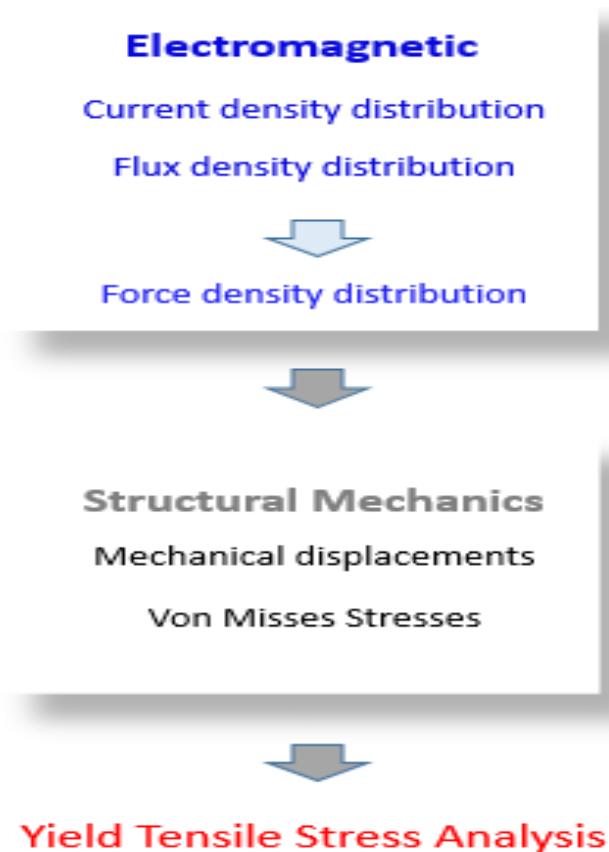 Electromagnetic
Current density distribution
Flux density distribution
Force density distribution
Structural Mechanics
Mechanical displacements
Von Misses Stresses
Yield Tensile Stress Analysis